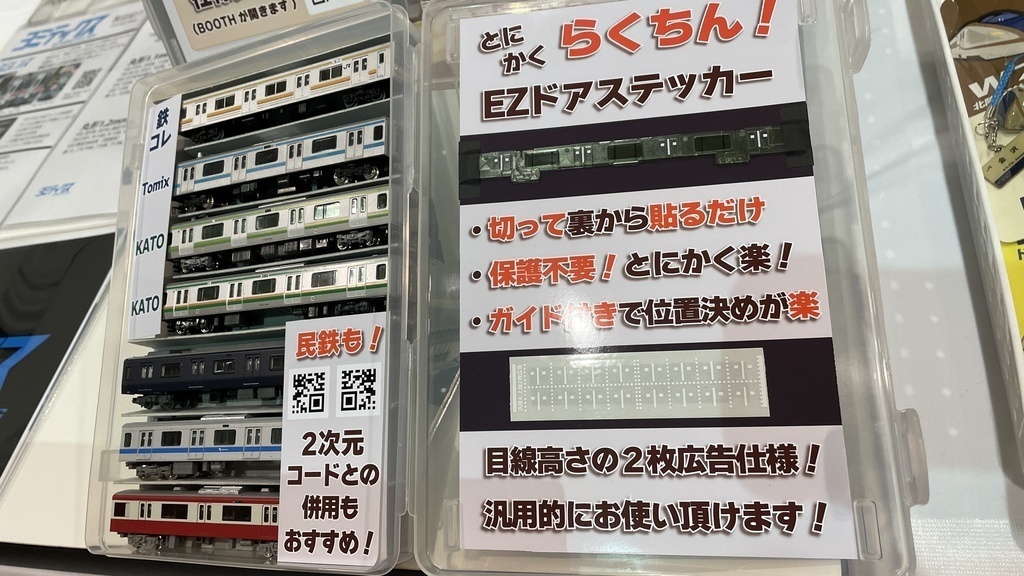 (BOOTHが開きます)
鉄コレ
Tomix
KATO
KATO
民鉄も!
2次元
コードとの
併用も
おすすめ!
とにかく らくちん!
EZドアステッカー
・切って裏から貼るだけ
・保護不要!とにかく楽!
・ガイド付きで位置決めが楽
目線高さの2枚広告仕様!
汎用的にお使い頂けます!